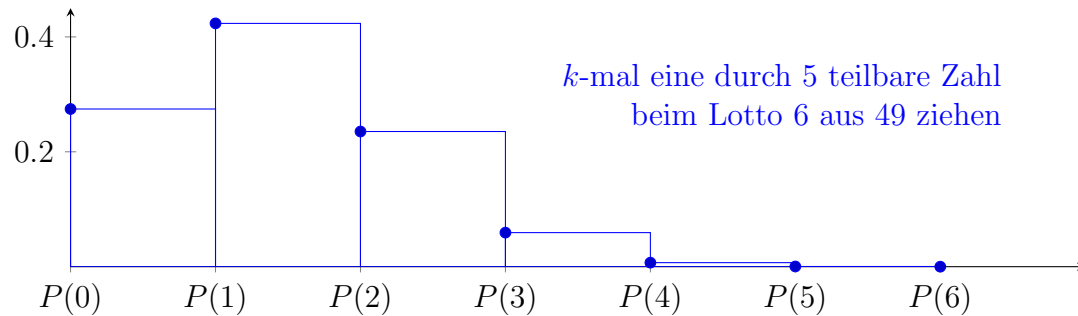 0.4
k-mal eine durch 5 teilbare Zahl
beim Lotto 6 aus 49 ziehen
0.2
P(0) P(1) P(2) P(3) P(4) P(5) P(6)